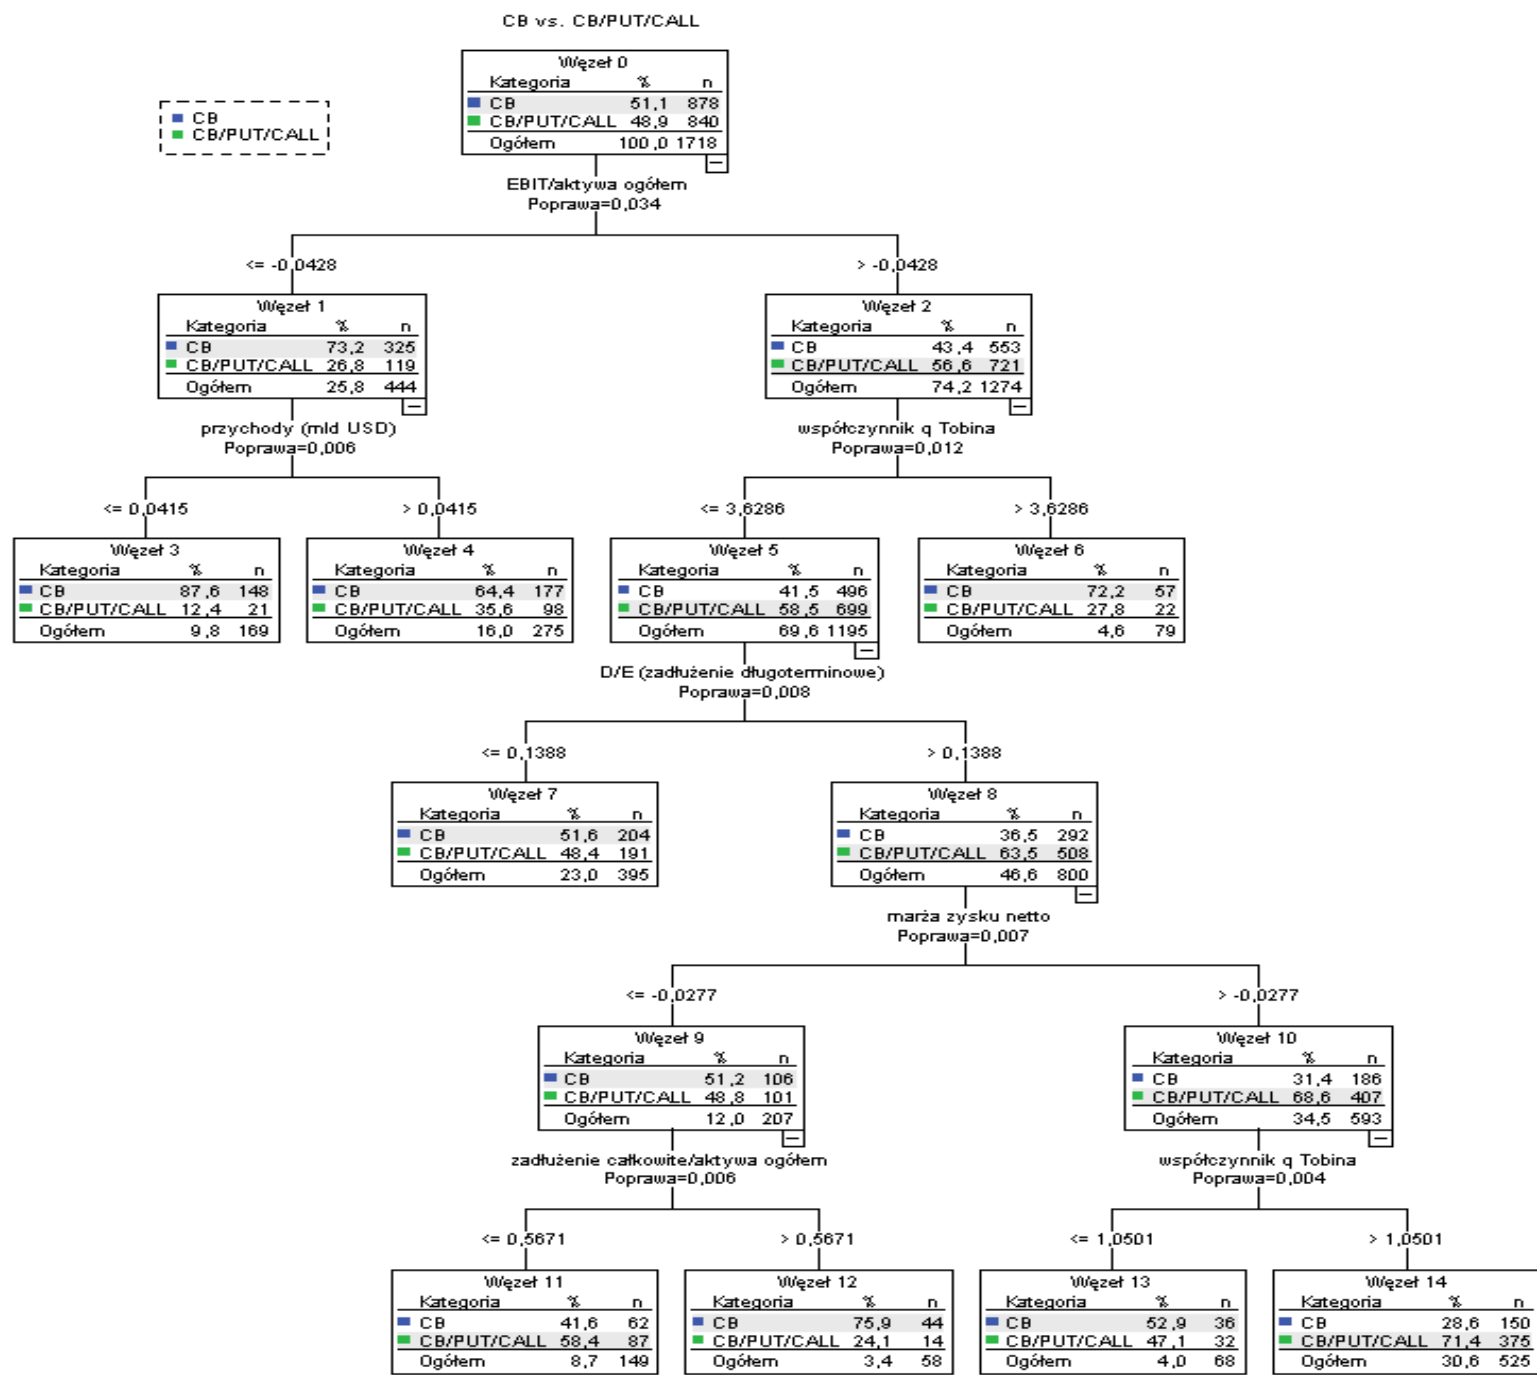 CB vs. CB/PUT/CALL
CB
CB/PUT/CALL
Węzeł 0
Kategoria % n
CB 51,1 878
CB/PUT/CALL 48,9 840
Ogółem 100,0 1718
EBIT/aktywa ogółem
Poprawa=0,034
<= -0,0428
> -0,0428
Węzeł 1
Kategoria % n
CB 73,2 325
CB/PUT/CALL 26,8 119
Ogółem 25,8 444
Węzeł 2
Kategoria % n
CB 43,4 553
CB/PUT/CALL 56,6 721
Ogółem 74,2 1274
przychody (mld USD)
Poprawa=0,006
współczynnik q Tobina
Poprawa=0,012
<= 0,0415
> 0,0415
<= 3,6286
> 3,6286
Węzeł 3
Kategoria % n
CB 87,6 148
CB/PUT/CALL 12,4 21
Ogółem 9,8 169
Węzeł 4
Kategoria % n
CB 64,4 177
CB/PUT/CALL 35,6 98
Ogółem 16,0 275
Węzeł 5
Kategoria % n
CB 41,5 496
CB/PUT/CALL 58,5 699
Ogółem 69,6 1195
Węzeł 6
Kategoria % n
CB 72,2 57
CB/PUT/CALL 27,8 22
Ogółem 4,6 79
D/E (zadłużenie długoterminowe)
Poprawa=0,008
<= 0,1388
> 0,1388
Węzeł 7
Kategoria % n
CB 51,6 204
CB/PUT/CALL 48,4 191
Ogółem 23,0 395
Węzeł 8
Kategoria % n
CB 36,5 292
CB/PUT/CALL 63,5 508
Ogółem 46,6 800
marża zysku netto
Poprawa=0,007
<= -0,0277
> -0,0277
Węzeł 9
Kategoria % n
CB 51,2 106
CB/PUT/CALL 48,8 101
Ogółem 12,0 207
Węzeł 10
Kategoria % n
CB 31,4 186
CB/PUT/CALL 68,6 407
Ogółem 34,5 593
zadłużenie całkowite/aktywa ogółem
Poprawa=0,006
współczynnik q Tobina
Poprawa=0,004
<= 0,5671
> 0,5671
<= 1,0501
> 1,0501
Węzeł 11
Kategoria % n
CB 41,6 62
CB/PUT/CALL 58,4 87
Ogółem 8,7 149
Węzeł 12
Kategoria % n
CB 75,9 44
CB/PUT/CALL 24,1 14
Ogółem 3,4 58
Węzeł 13
Kategoria % n
CB 52,9 36
CB/PUT/CALL 47,1 32
Ogółem 4,0 68
Węzeł 14
Kategoria % n
CB 28,6 150
CB/PUT/CALL 71,4 375
Ogółem 30,6 525